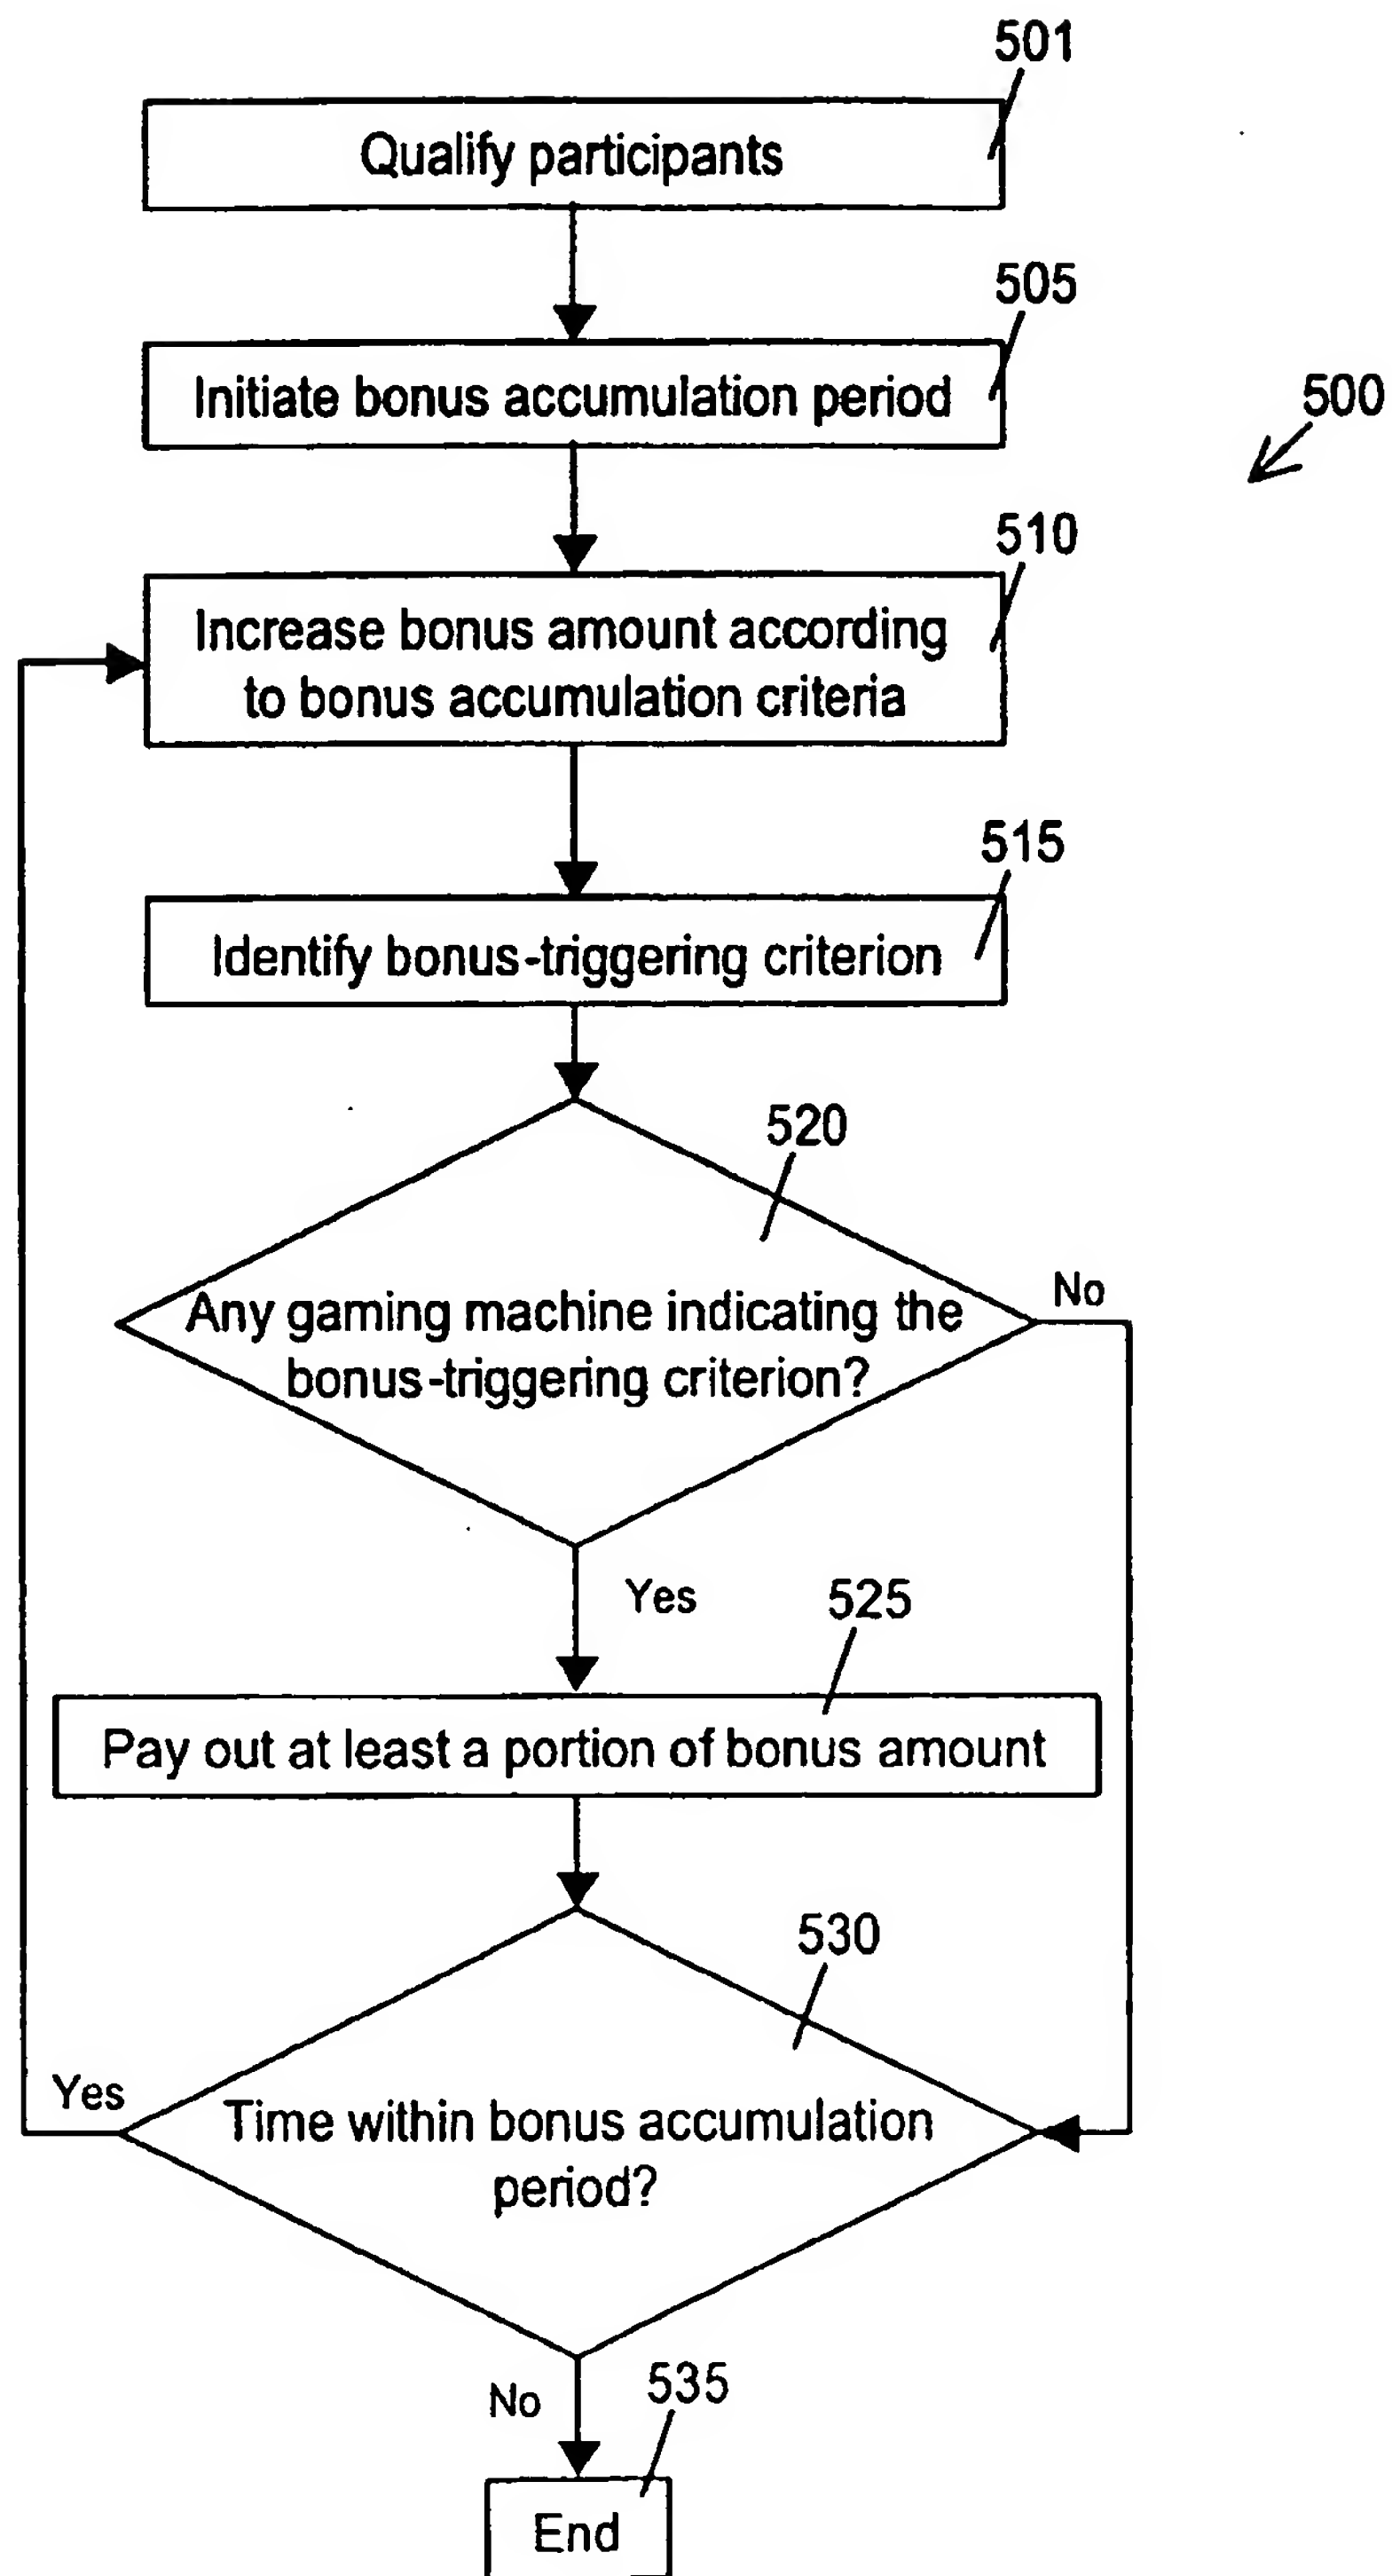 501
Qualify participants
505
Initiate bonus accumulation period
500
510
Increase bonus amount according
to bonus accumulation criteria
515
Identify bonus-triggering criterion
520
Any gaming machine indicating the
bonus-triggering criterion?
No
Yes
525
Pay out at least a portion of bonus amount
530
Yes
Time within bonus accumulation
period?
No
535
End